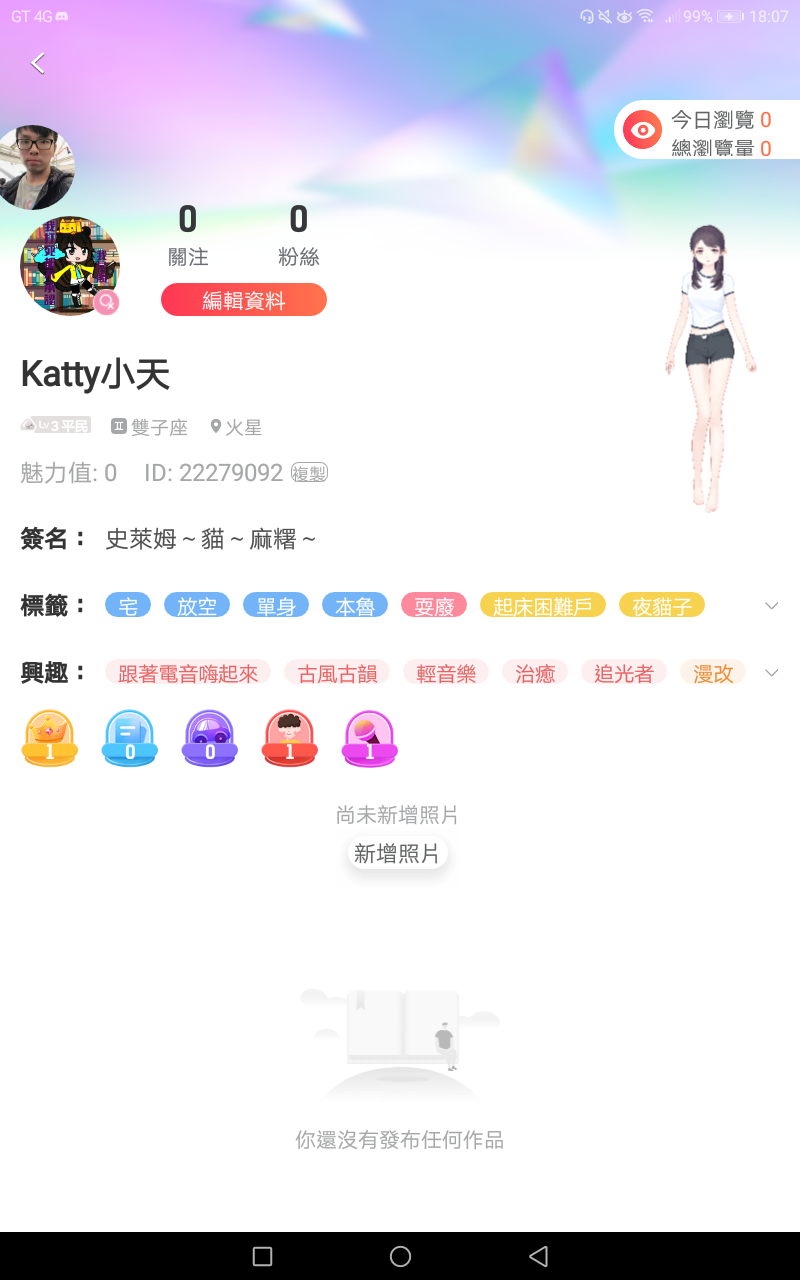 GT 4G 99% 18:07
今日瀏覽 0
總瀏覽量 0
0 0
關注 粉絲
編輯資料
Katty小天
Lv3平民 雙子座 火星
魅力值: 0 ID: 22279092 複製
簽名： 史萊姆～貓～麻糬～
標籤： 宅 放空 單身 本魯 耍廢 起床困難戶 夜貓子
興趣： 跟著電音嗨起來 古風古韻 輕音樂 治癒 追光者 漫改
1 0 0 1 1
尚未新增照片
新增照片
你還沒有發布任何作品